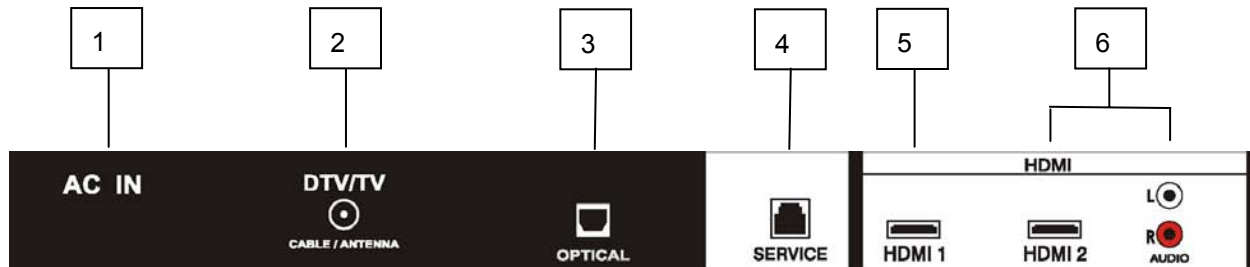 1 2 3 4 5 6
HDMI
AC IN
DTV/TV
CABLE / ANTENNA
OPTICAL
SERVICE
HDMI 1
HDMI 2
L
R
AUDIO